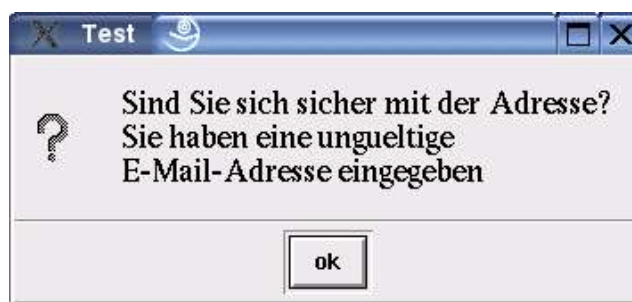 Test
Sind Sie sich sicher mit der Adresse?
Sie haben eine ungueltige
E-Mail-Adresse eingegeben
ok